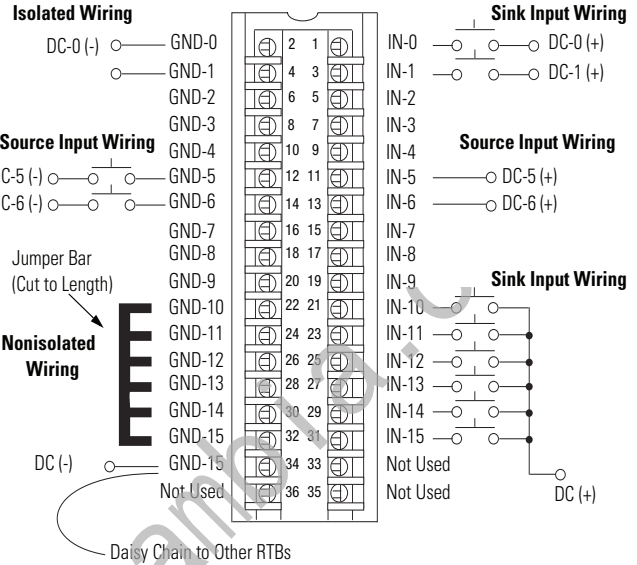 Isolated Wiring
Sink Input Wiring
DC-0 (-) GND-0 2 1 IN-0 DC-0 (+)
GND-1 4 3 IN-1 DC-1 (+)
GND-2 6 5 IN-2
GND-3 8 7 IN-3
Source Input Wiring
Source Input Wiring
GND-4 10 9 IN-4
C-5 (-) GND-5 12 11 IN-5 DC-5 (+)
C-6 (-) GND-6 14 13 IN-6 DC-6 (+)
GND-7 16 15 IN-7
Jumper Bar
(Cut to Length)
GND-8 18 17 IN-8
GND-9 20 19 IN-9
Sink Input Wiring
GND-10 22 21 IN-10
Nonisolated
Wiring
GND-11 24 23 IN-11
GND-12 26 25 IN-12
GND-13 28 27 IN-13
GND-14 30 29 IN-14
GND-15 32 31 IN-15
DC (-) GND-15 34 33 Not Used
Not Used 36 35 Not Used
DC (+)
Daisy Chain to Other RTBs